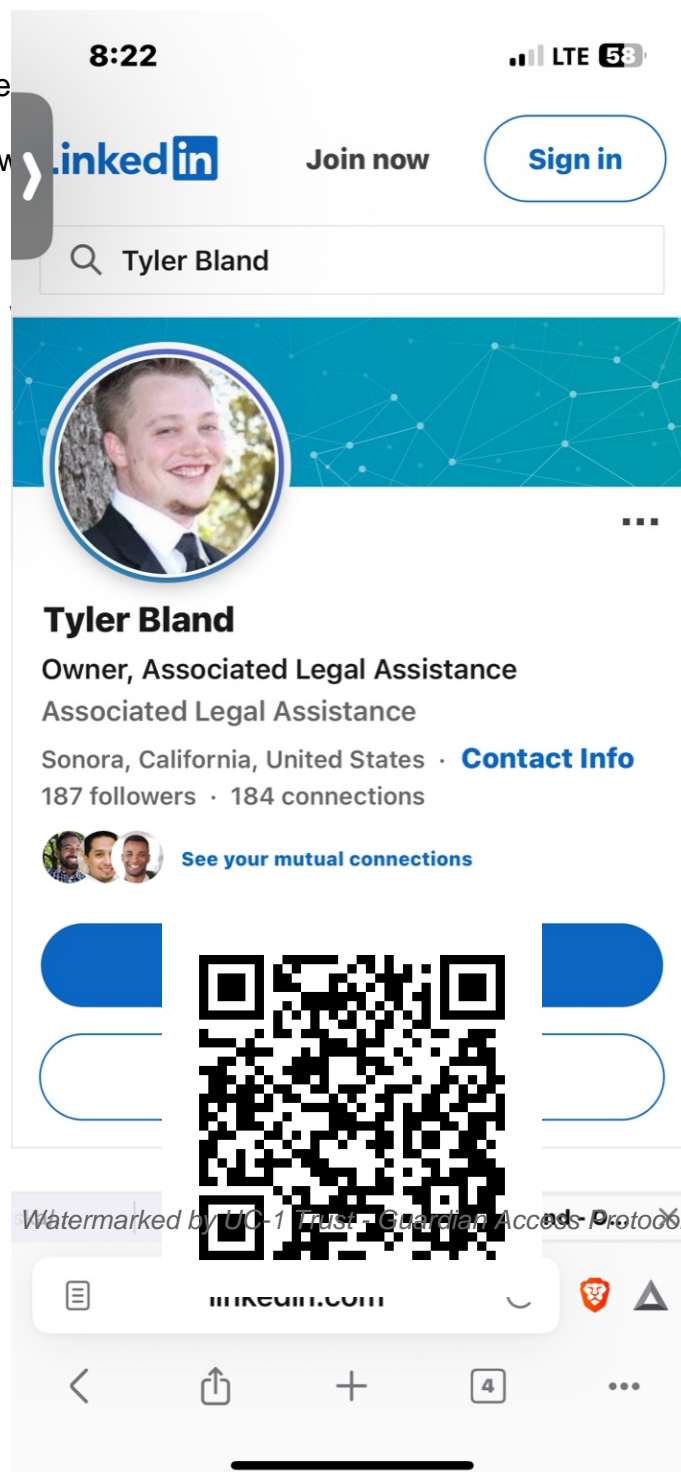 8:22
LTE 58
e
w
Linkedin
Join now
Sign in
Tyler Bland
Tyler Bland
Owner, Associated Legal Assistance
Associated Legal Assistance
Sonora, California, United States · Contact Info
187 followers · 184 connections
See your mutual connections
Watermarked by UC-1 Trust - Guardian Access Protoco
nd - D...
linkedin.com
4